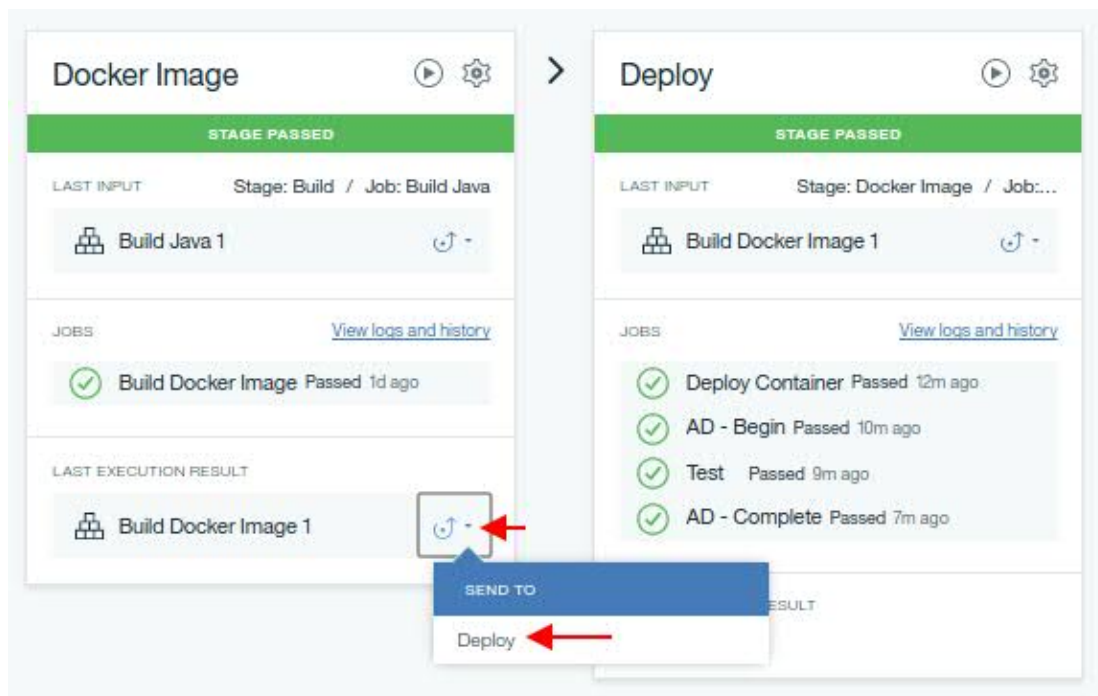 Docker Image
STAGE PASSED
LAST INPUT Stage: Build / Job: Build Java
Build Java 1
JOBS View logs and history
Build Docker Image Passed 1d ago
LAST EXECUTION RESULT
Build Docker Image 1
SEND TO
Deploy
Deploy
STAGE PASSED
LAST INPUT Stage: Docker Image / Job:...
Build Docker Image 1
JOBS View logs and history
Deploy Container Passed 12m ago
AD - Begin Passed 10m ago
Test Passed 9m ago
AD - Complete Passed 7m ago
ESULT